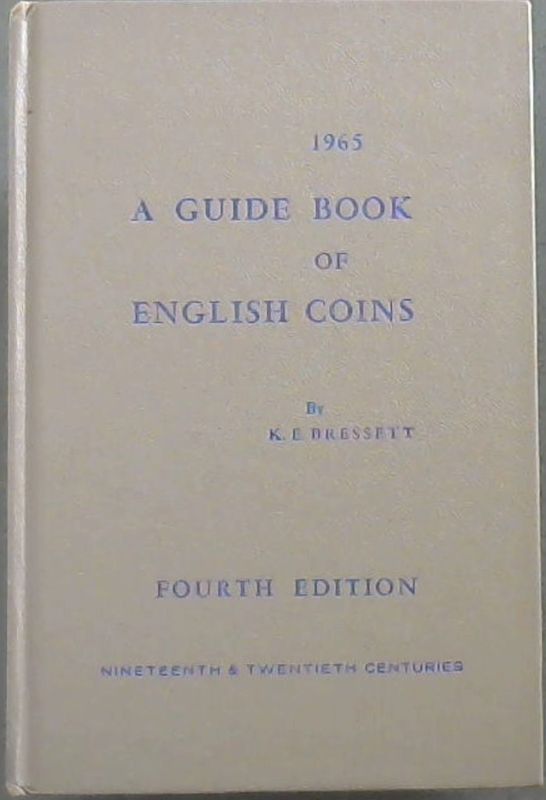 1965
A GUIDE BOOK
OF
ENGLISH COINS
By
K. E. BRESSETT
FOURTH EDITION
NINETEENTH & TWENTIETH CENTURIES